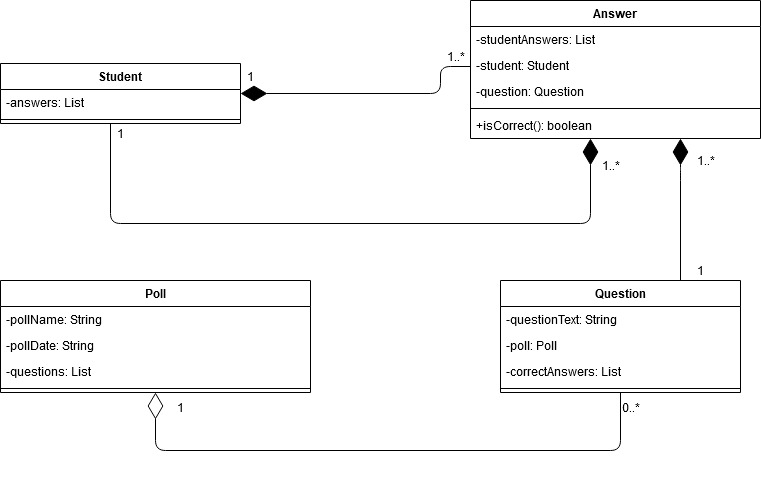 Answer
-studentAnswers: List
-student: Student
-question: Question
+isCorrect(): boolean
1..*
1
Student
-answers: List
1
1..*
1..*
1
Poll
-pollName: String
-pollDate: String
-questions: List
1
Question
-questionText: String
-poll: Poll
-correctAnswers: List
0..*